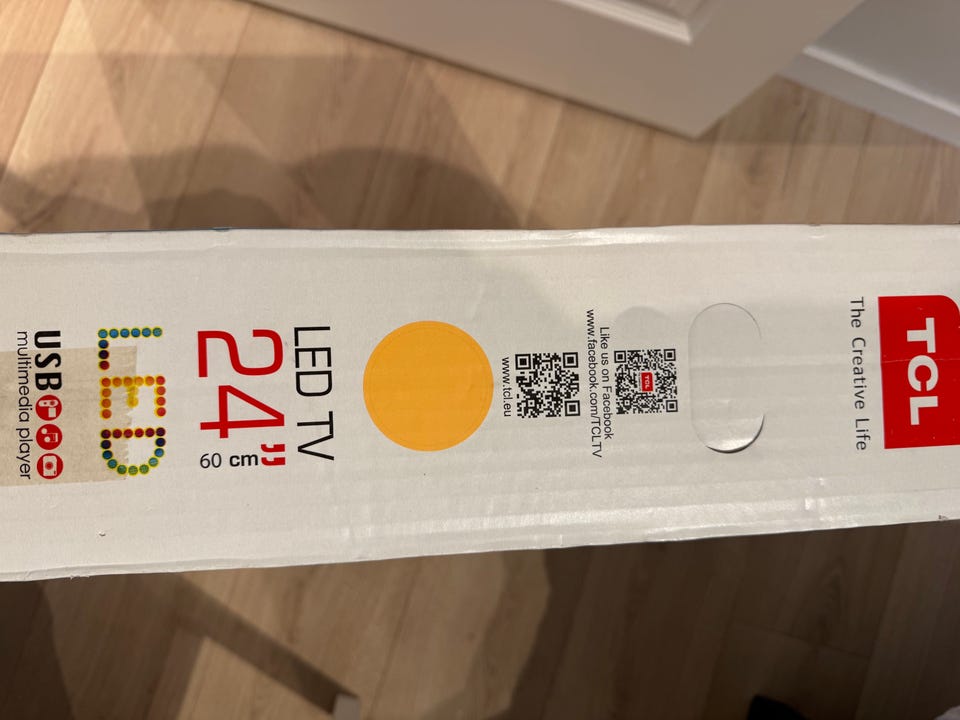 TCL
The Creative Life
Like us on Facebook
www.facebook.com/TCLTV
TCL
www.tcl.eu
LED TV
24"
60 cm
LED
USB
multimedia player